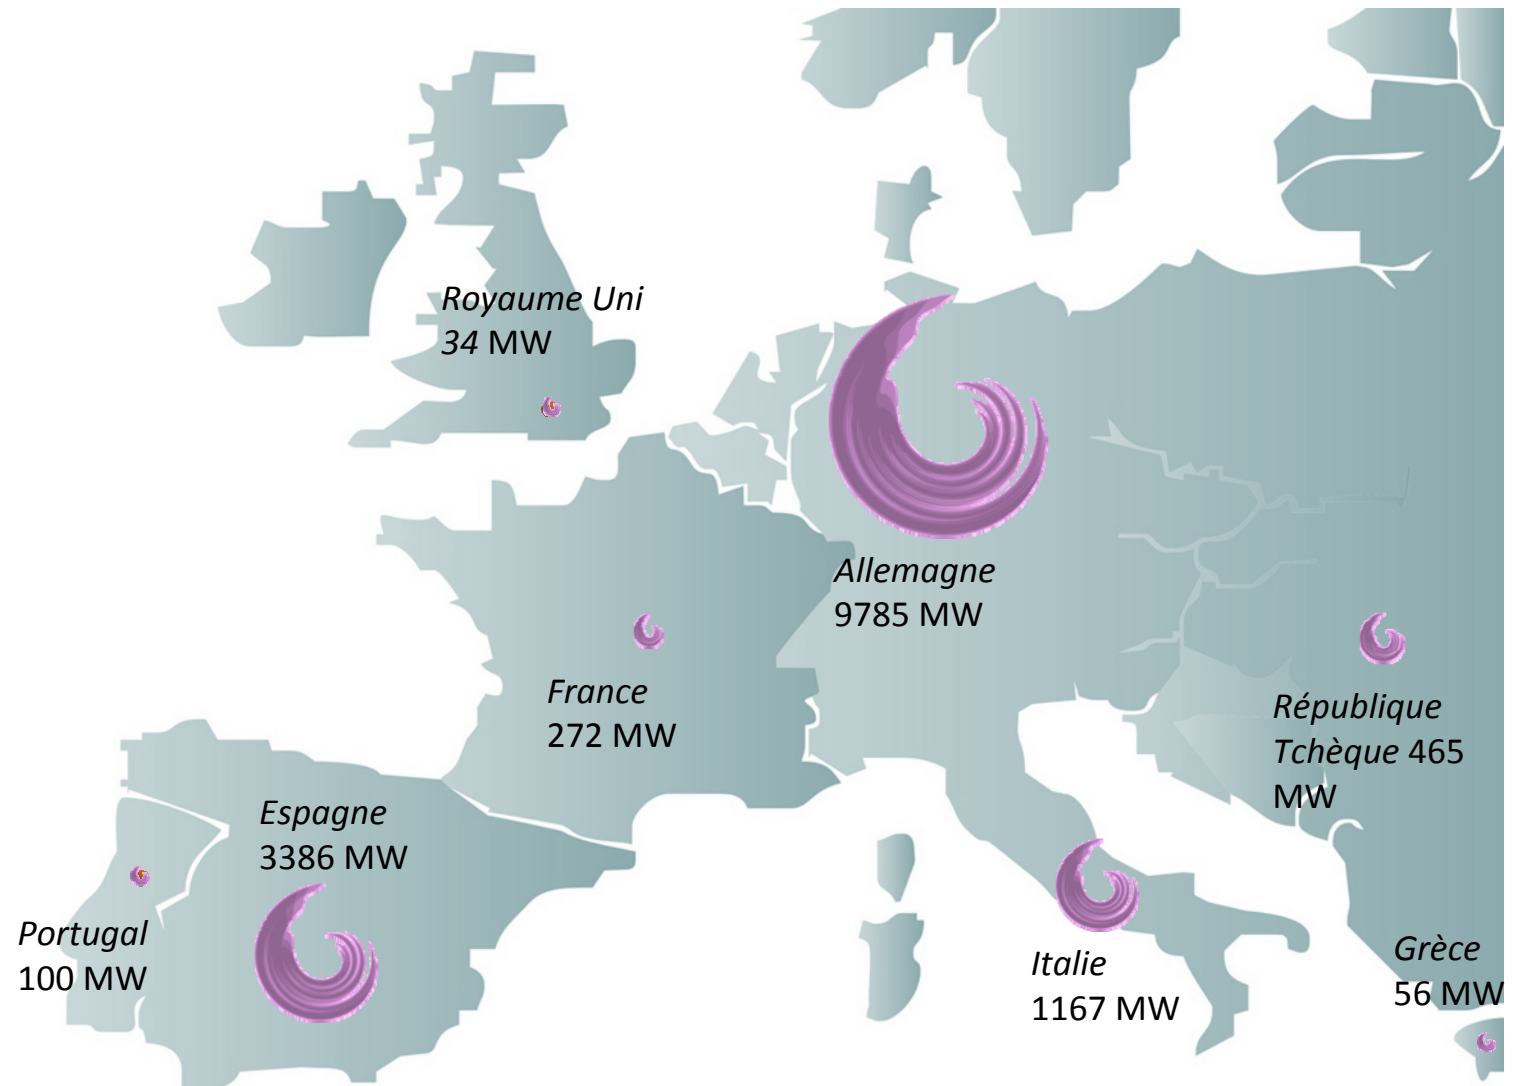 Royaume Uni
34 MW
Allemagne
9785 MW
France
272 MW
République
Tchèque 465
MW
Espagne
3386 MW
Portugal
100 MW
Italie
1167 MW
Grèce
56 MW